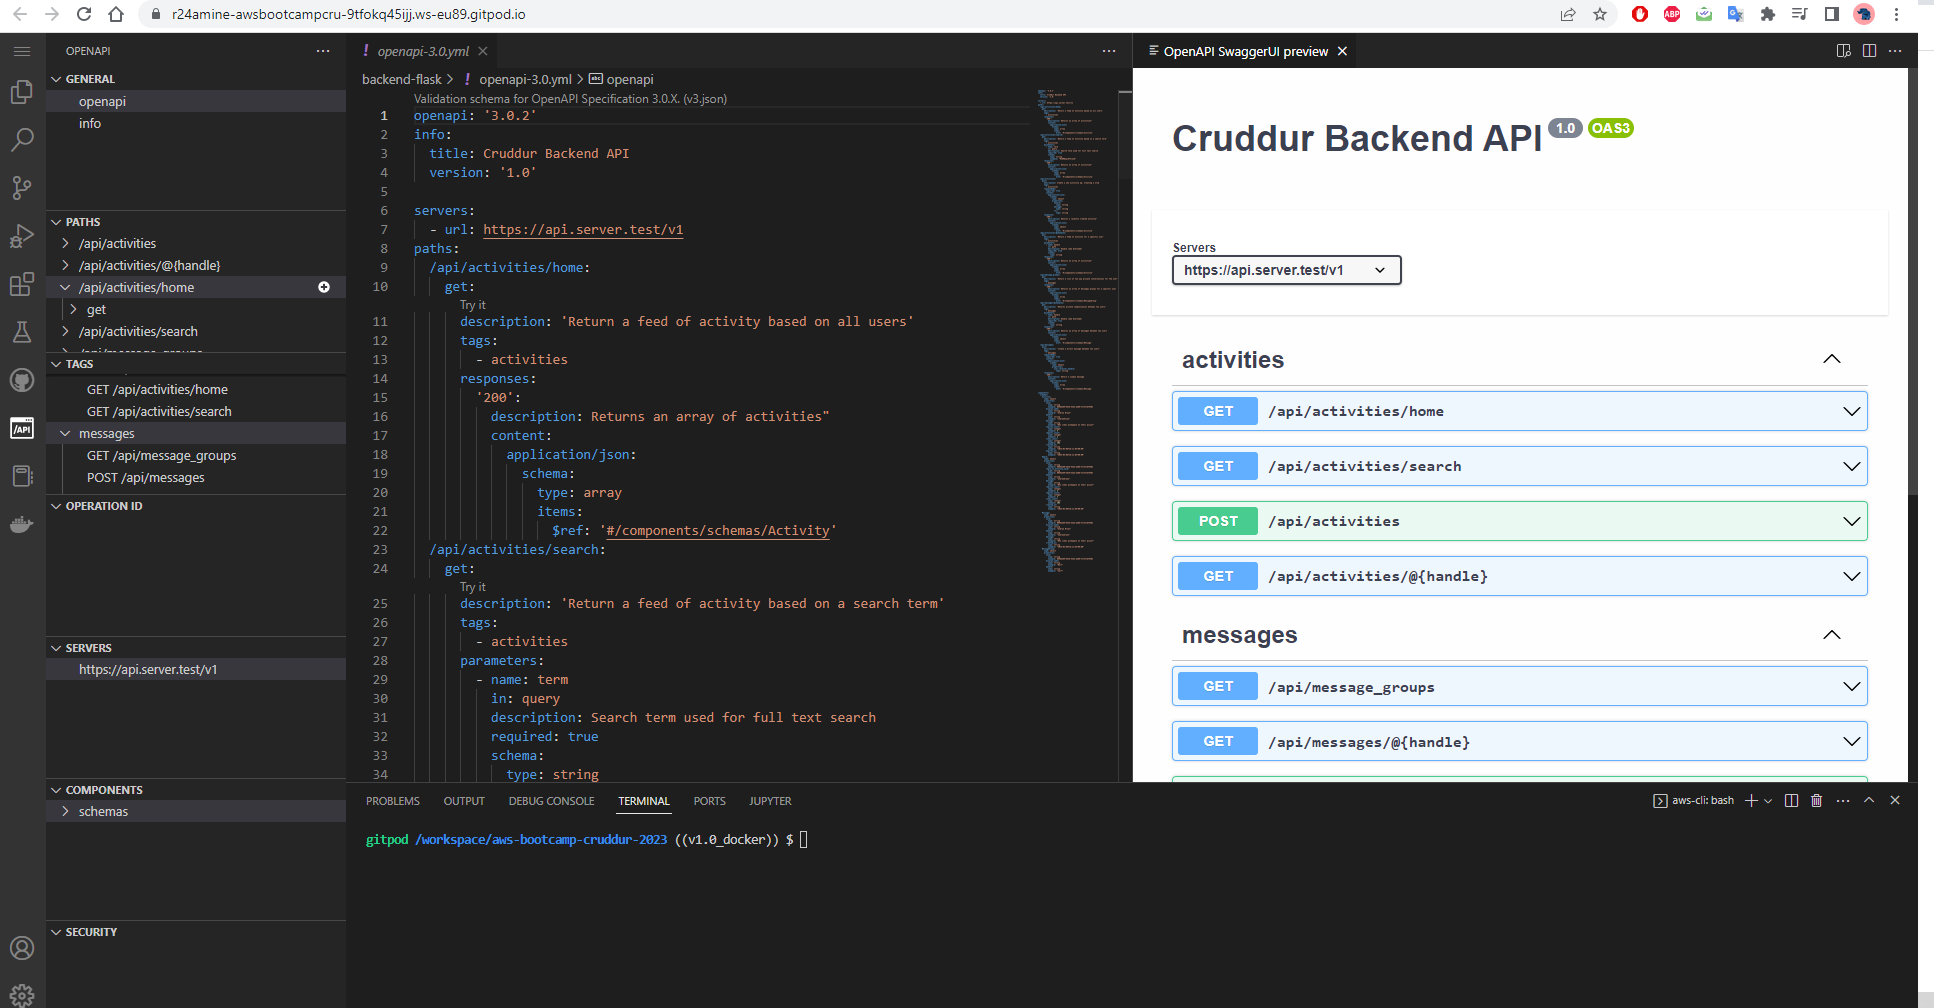 r24amine-awsbootcampcru-9tfokq45ijj.ws-eu89.gitpod.io
OPENAPI
GENERAL
openapi
info
PATHS
/api/activities
/api/activities/@{handle}
/api/activities/home
get
/api/activities/search
TAGS
GET /api/activities/home
GET /api/activities/search
messages
GET /api/message_groups
POST /api/messages
OPERATION ID
SERVERS
https://api.server.test/v1
COMPONENTS
schemas
SECURITY
openapi-3.0.yml
backend-flask > openapi-3.0.yml > openapi
Validation schema for OpenAPI Specification 3.0.X. (v3.json)
1 openapi: '3.0.2'
2 info:
3 title: Cruddur Backend API
4 version: '1.0'
5
6 servers:
7 - url: https://api.server.test/v1
8 paths:
9 /api/activities/home:
10 get:
Try it
11 description: 'Return a feed of activity based on all users'
12 tags:
13 - activities
14 responses:
15 '200':
16 description: Returns an array of activities"
17 content:
18 application/json:
19 schema:
20 type: array
21 items:
22 $ref: '#/components/schemas/Activity'
23 /api/activities/search:
24 get:
Try it
25 description: 'Return a feed of activity based on a search term'
26 tags:
27 - activities
28 parameters:
29 - name: term
30 in: query
31 description: Search term used for full text search
32 required: true
33 schema:
34 type: string
OpenAPI SwaggerUI preview
Cruddur Backend API 1.0 OAS3
Servers
https://api.server.test/v1
activities
GET /api/activities/home
GET /api/activities/search
POST /api/activities
GET /api/activities/@{handle}
messages
GET /api/message_groups
GET /api/messages/@{handle}
PROBLEMS OUTPUT DEBUG CONSOLE TERMINAL PORTS JUPYTER
aws-cli: bash
gitpod /workspace/aws-bootcamp-cruddur-2023 ((v1.0_docker)) $
/API
ABP